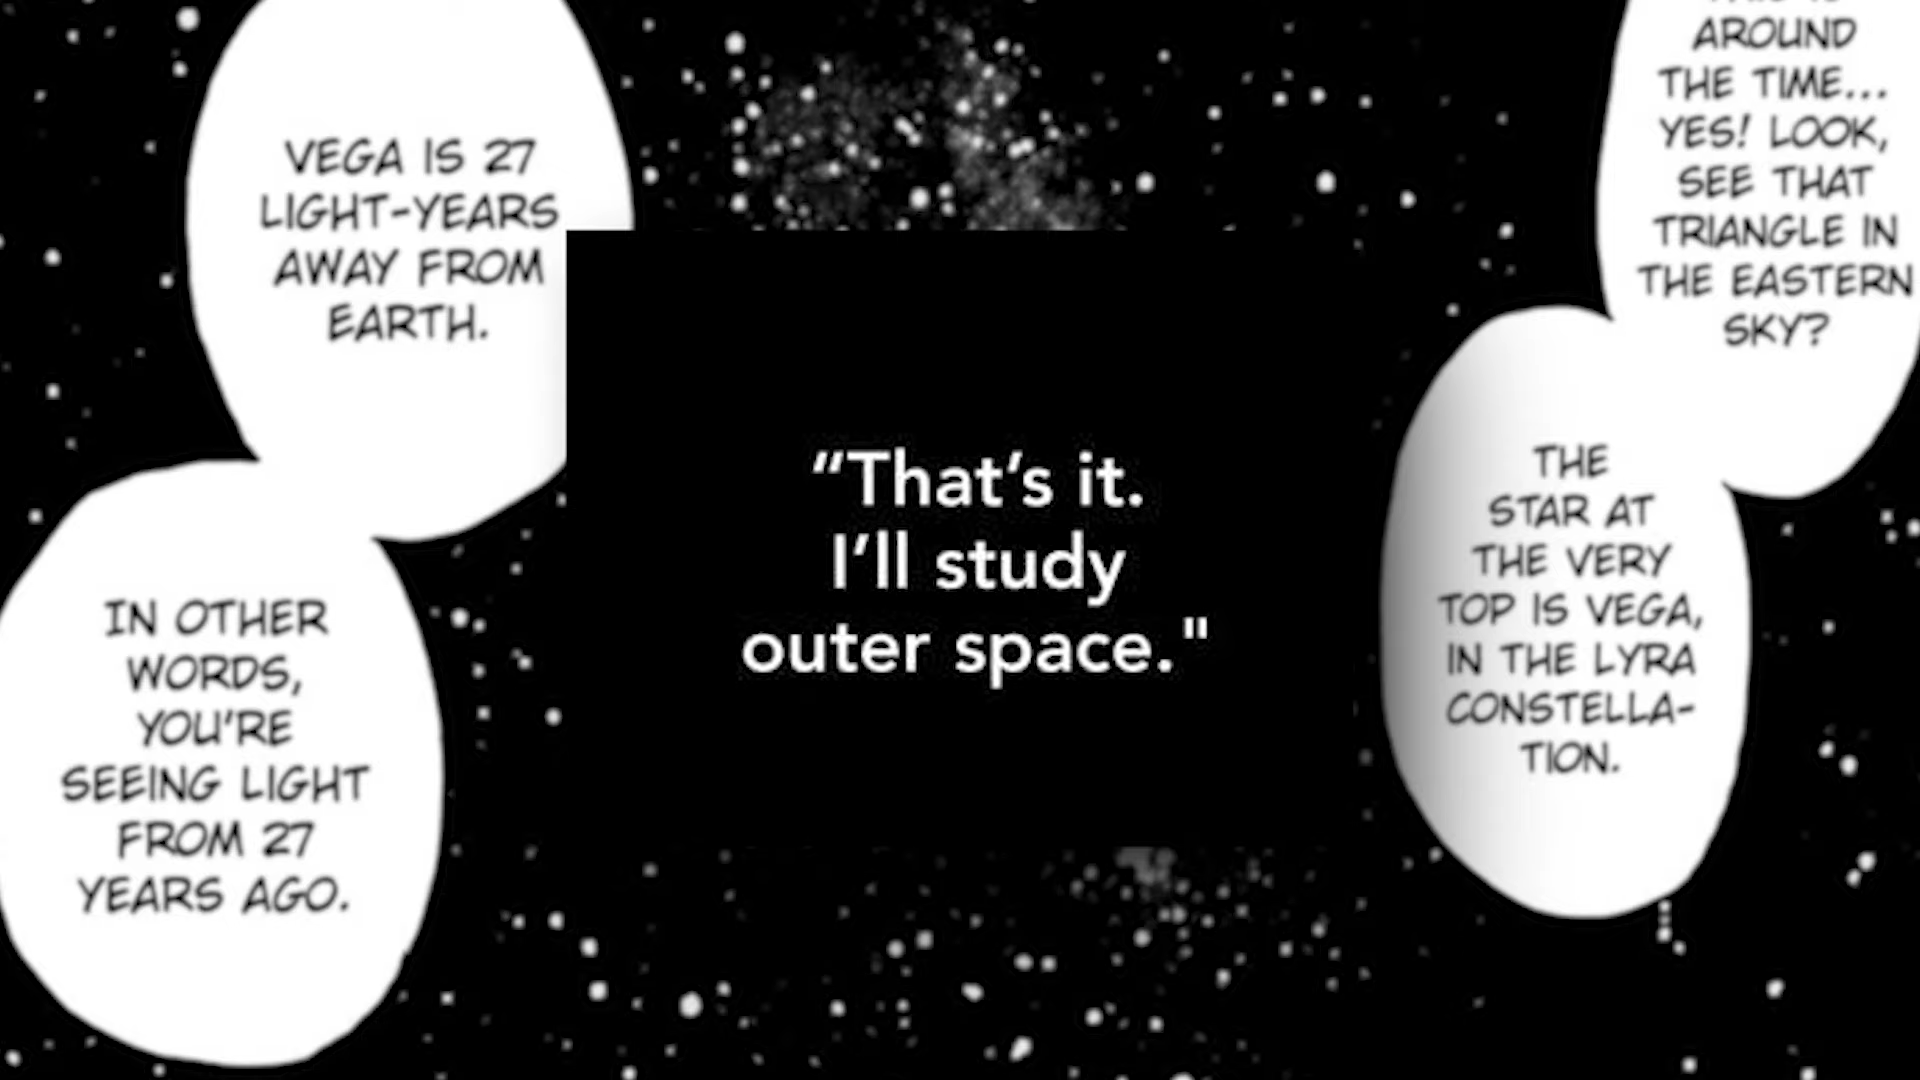 AROUND
THE TIME...
YES! LOOK,
SEE THAT
TRIANGLE IN
THE EASTERN
SKY?
THE
STAR AT
THE VERY
TOP IS VEGA,
IN THE LYRA
CONSTELLA-
TION.
“That’s it.
I’ll study
outer space."
VEGA IS 27
LIGHT-YEARS
AWAY FROM
EARTH.
IN OTHER
WORDS,
YOU'RE
SEEING LIGHT
FROM 27
YEARS AGO.